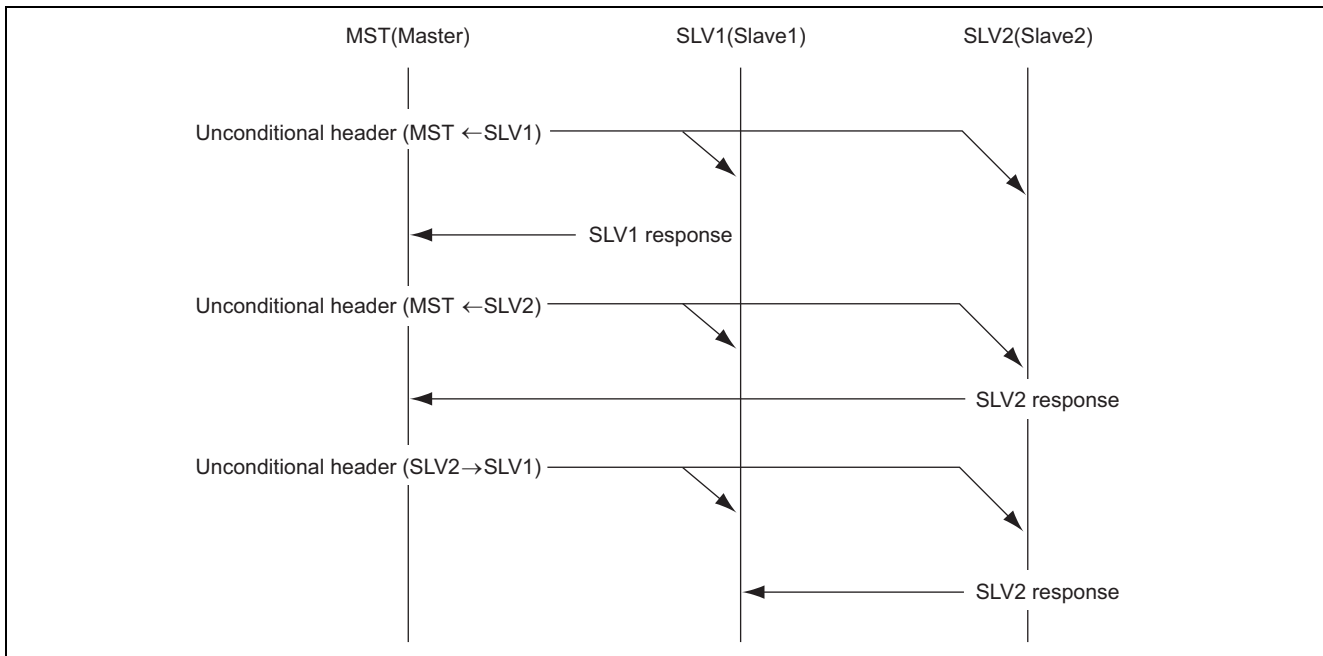 MST(Master) SLV1(Slave1) SLV2(Slave2)
Unconditional header (MST ←SLV1)
SLV1 response
Unconditional header (MST ←SLV2)
SLV2 response
Unconditional header (SLV2→SLV1)
SLV2 response